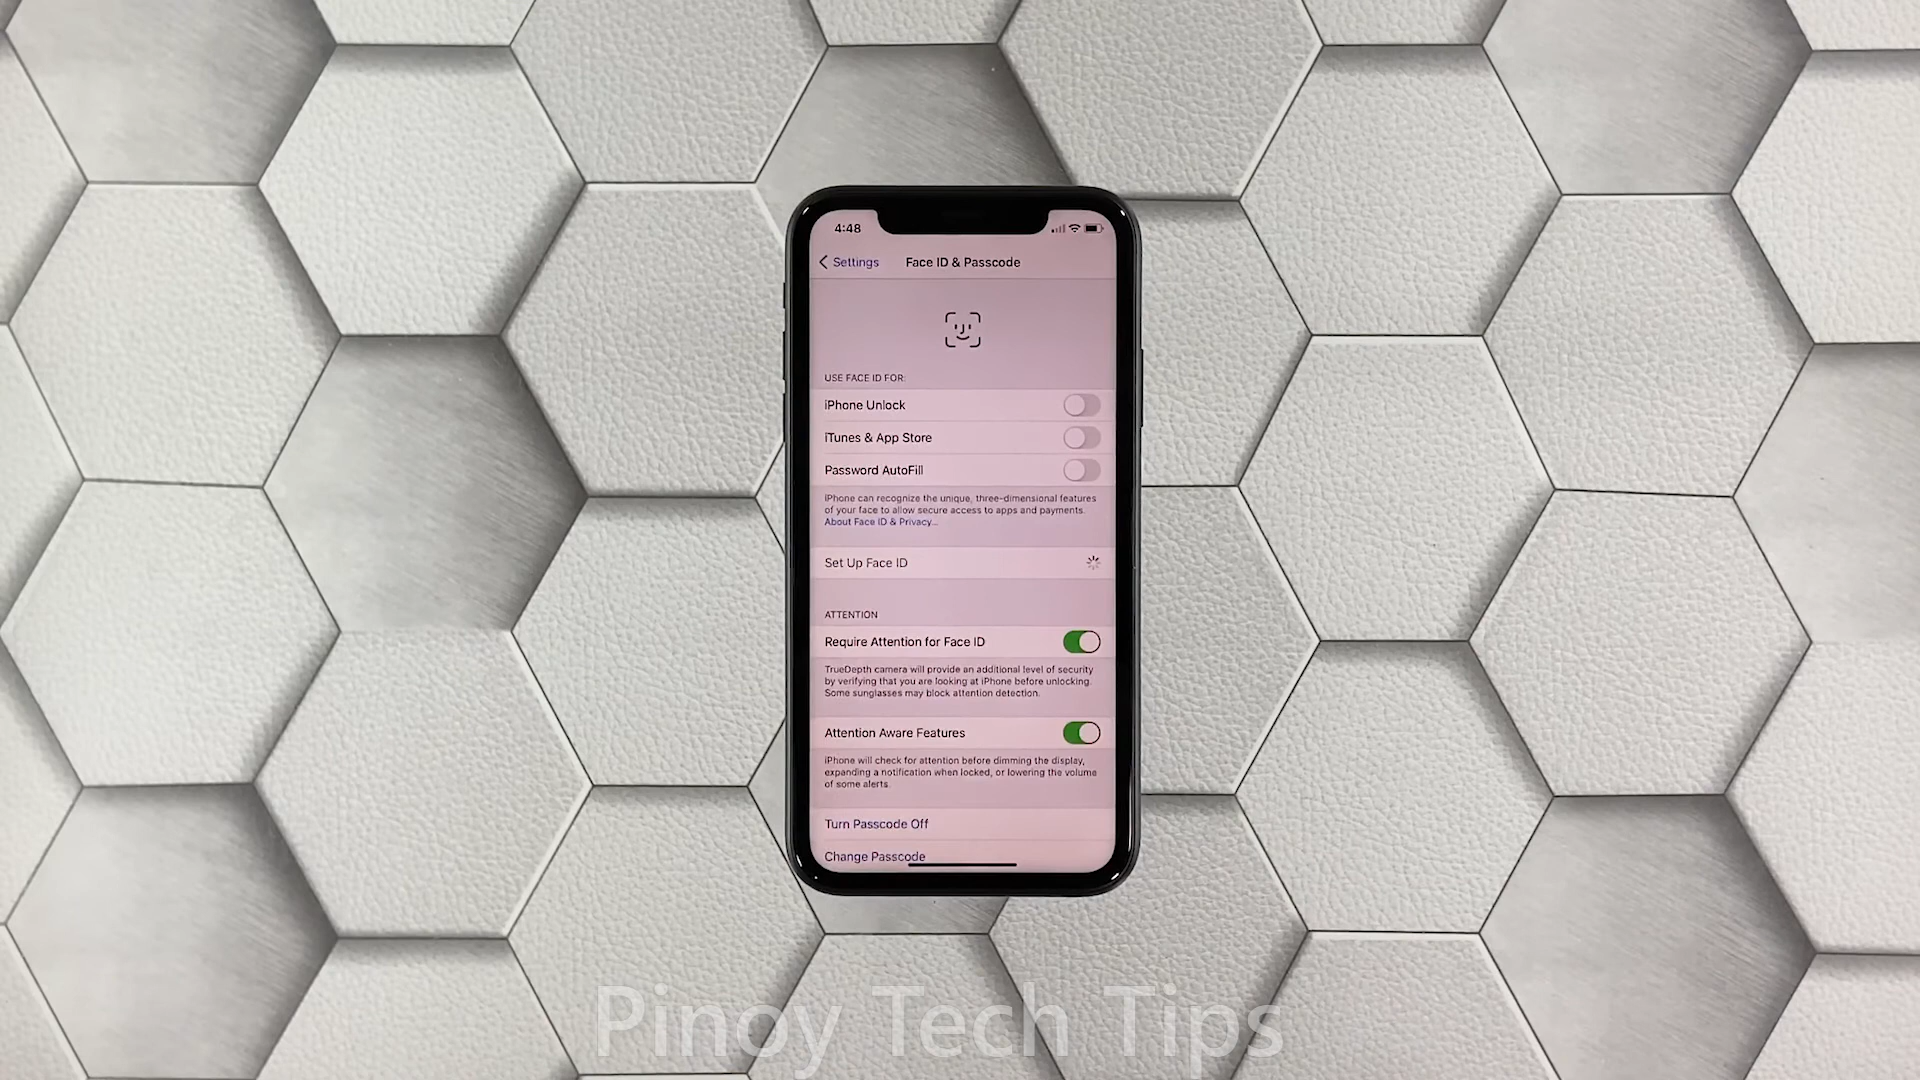 4:48
Settings
Face ID & Passcode
USE FACE ID FOR:
iPhone Unlock
iTunes & App Store
Password AutoFill
iPhone can recognize the unique, three-dimensional features
of your face to allow secure access to apps and payments.
About Face ID & Privacy...
Set Up Face ID
ATTENTION
Require Attention for Face ID
TrueDepth camera will provide an additional level of security
by verifying that you are looking at iPhone before unlocking.
Some sunglasses may block attention detection.
Attention Aware Features
iPhone will check for attention before dimming the display,
expanding a notification when locked, or lowering the volume
of some alerts.
Turn Passcode Off
Change Passcode
Pinoy Tech Tips